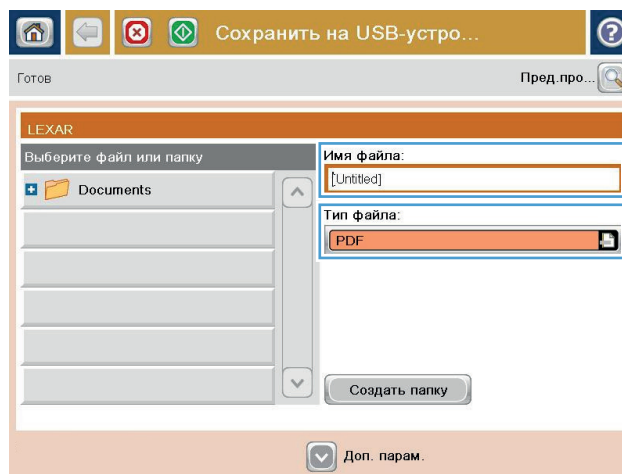 Сохранить на USB-устро...
?
Готов
Пред.про...
LEXAR
Выберите файл или папку
Documents
Имя файла:
[Untitled]
Тип файла:
PDF
Создать папку
Доп. парам.